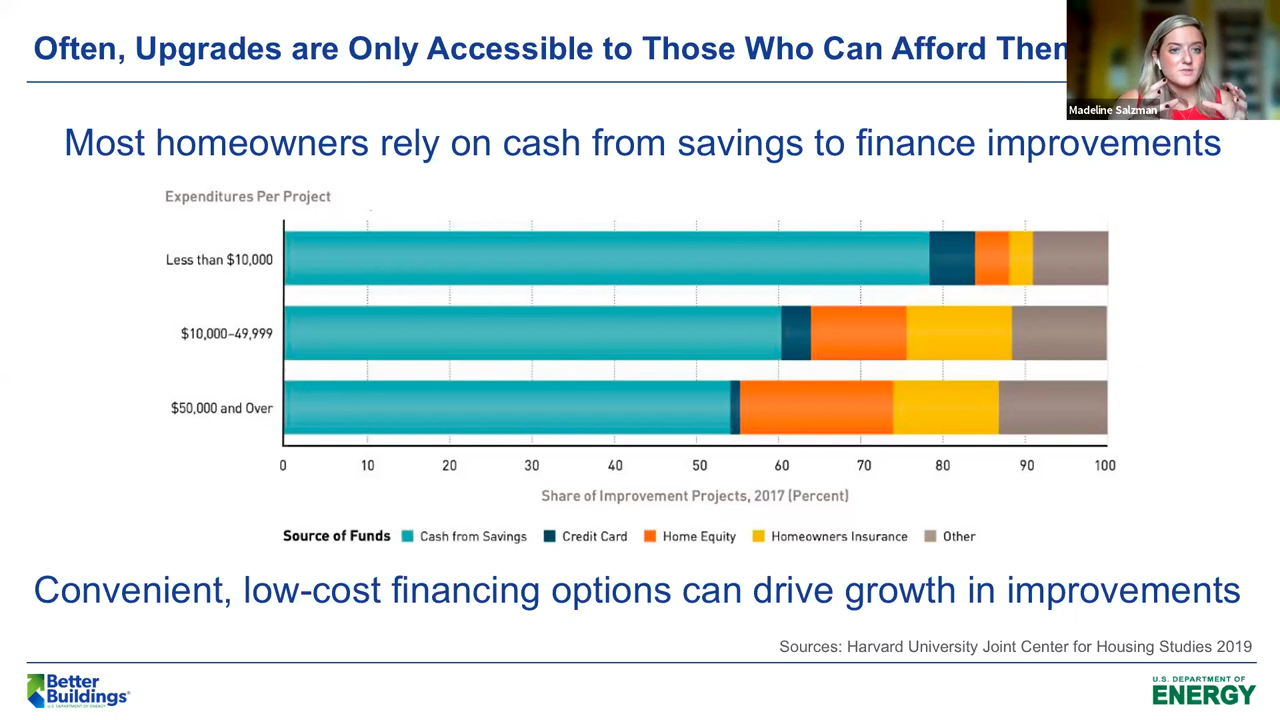 Often, Upgrades are Only Accessible to Those Who Can Afford Them
Madeline Salzman
Most homeowners rely on cash from savings to finance improvements
Expenditures Per Project
Less than $10,000
$10,000–49,999
$50,000 and Over
0 10 20 30 40 50 60 70 80 90 100
Share of Improvement Projects, 2017 (Percent)
Source of Funds Cash from Savings Credit Card Home Equity Homeowners Insurance Other
Convenient, low-cost financing options can drive growth in improvements
Sources: Harvard University Joint Center for Housing Studies 2019
Better
Buildings®
U.S. DEPARTMENT OF ENERGY
U.S. DEPARTMENT OF
ENERGY